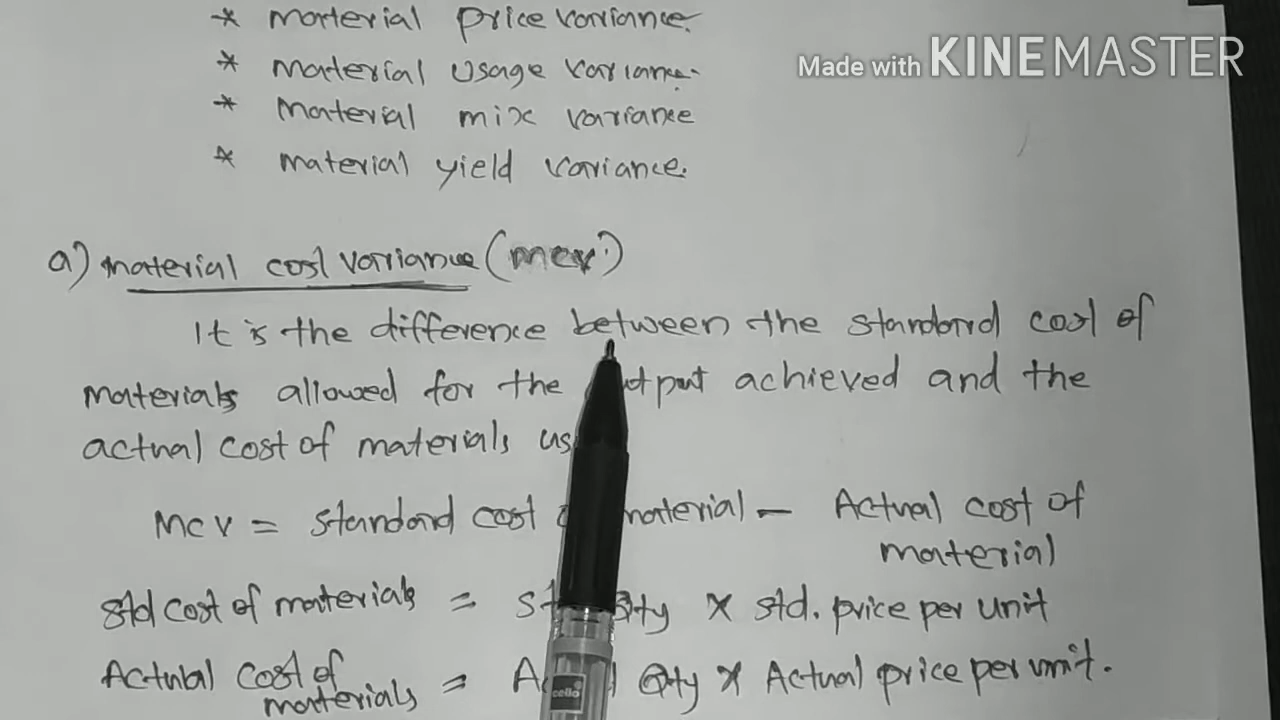 * material price variance.
Made with KINEMASTER
* material usage variance.
* material mix variance
* material yield variance.
a) material cost variance (mcv)
It is the difference between the standard cost of
materials allowed for the output achieved and the
actual cost of materials us
MCV = standard cost material - Actual cost of
material
Std cost of materials = Qty × std. price per unit
Actual cost of
materials = Qty × Actual price per unit.
cello